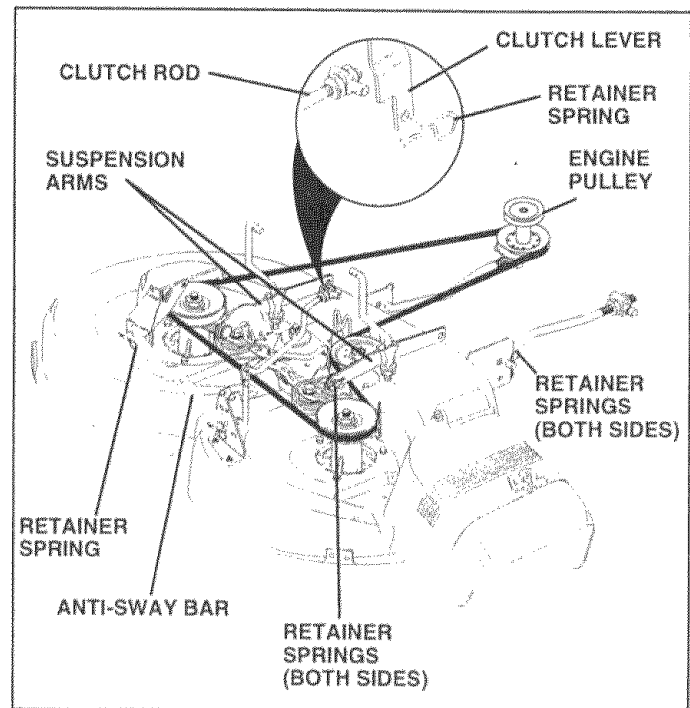 CLUTCH LEVER
CLUTCH ROD
RETAINER
SPRING
SUSPENSION
ARMS
ENGINE
PULLEY
RETAINER
SPRINGS
(BOTH SIDES)
RETAINER
SPRING
ANTI-SWAY BAR
RETAINER
SPRINGS
(BOTH SIDES)